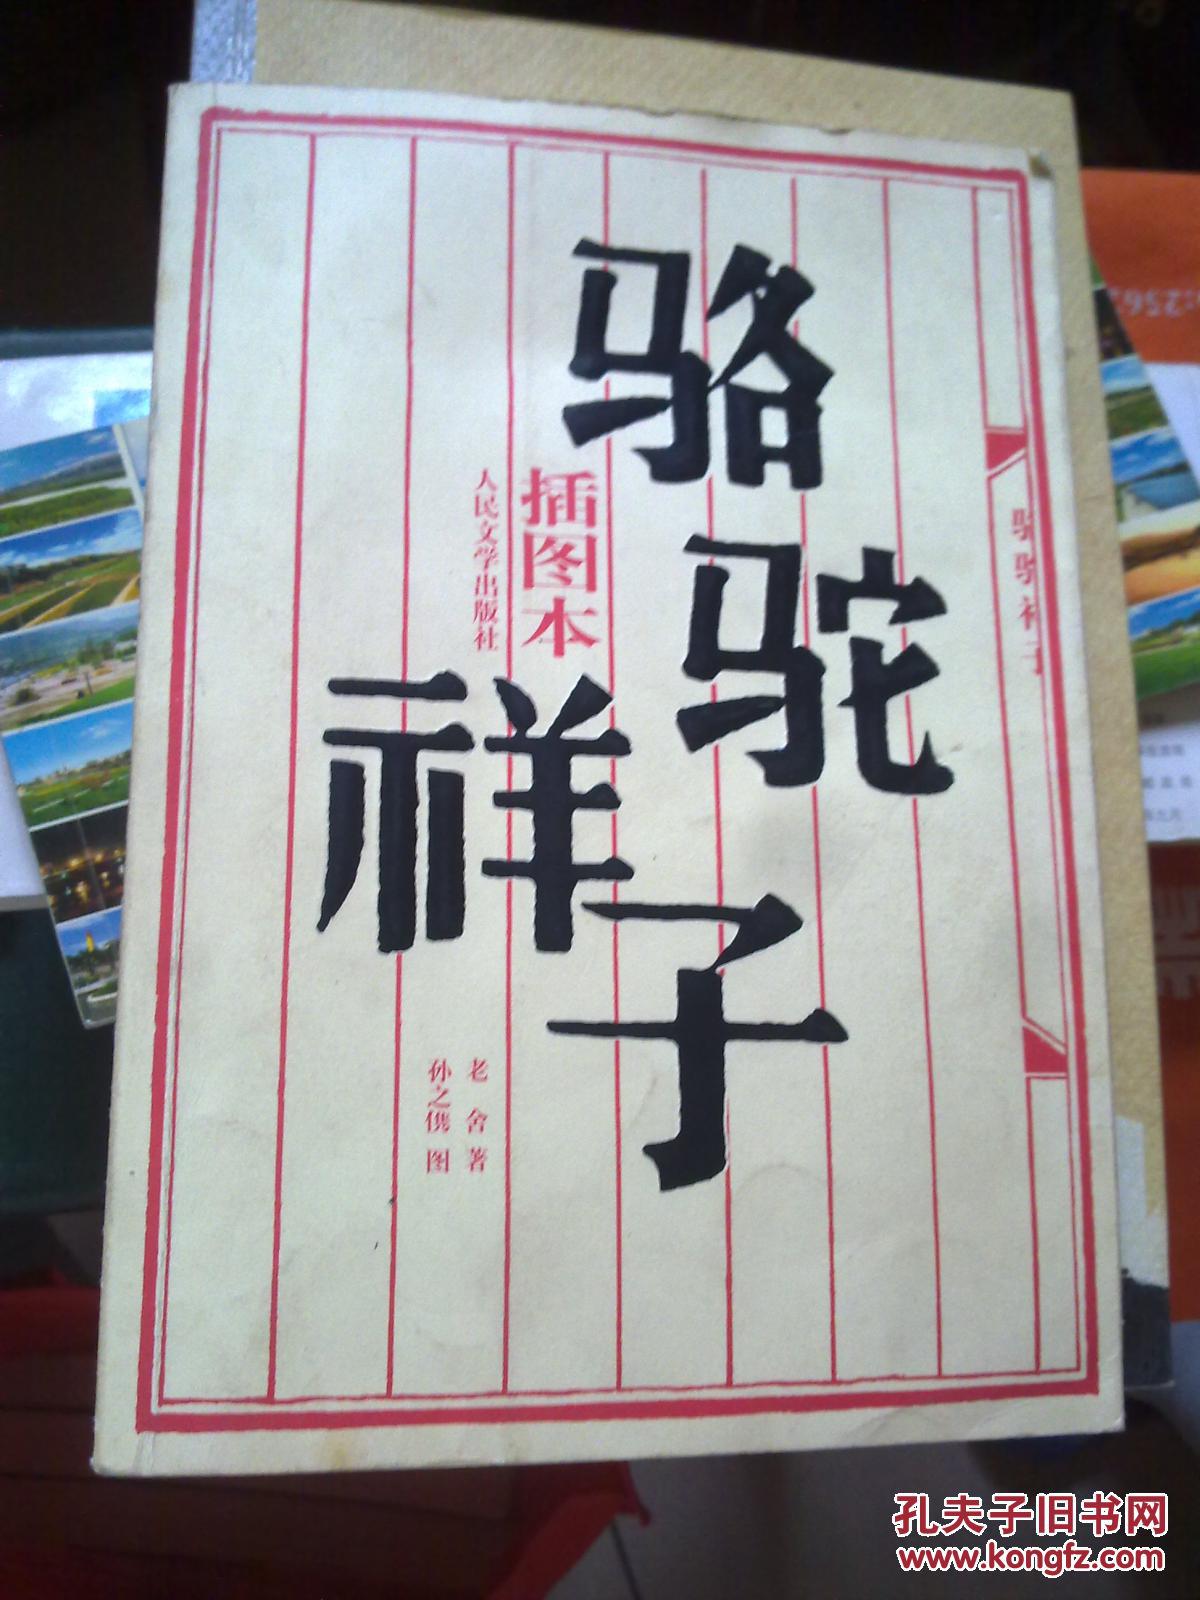 骆驼
祥子
插图本
人民文学出版社
老舍 著
孙之儁 图
骆驼祥子
孔夫子旧书网
www.kongfz.com